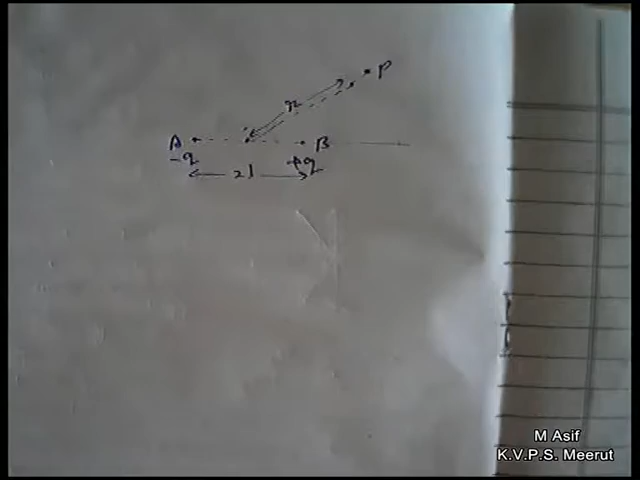 P
r
A B
-q +q
2l
M Asif
K.V.P.S. Meerut